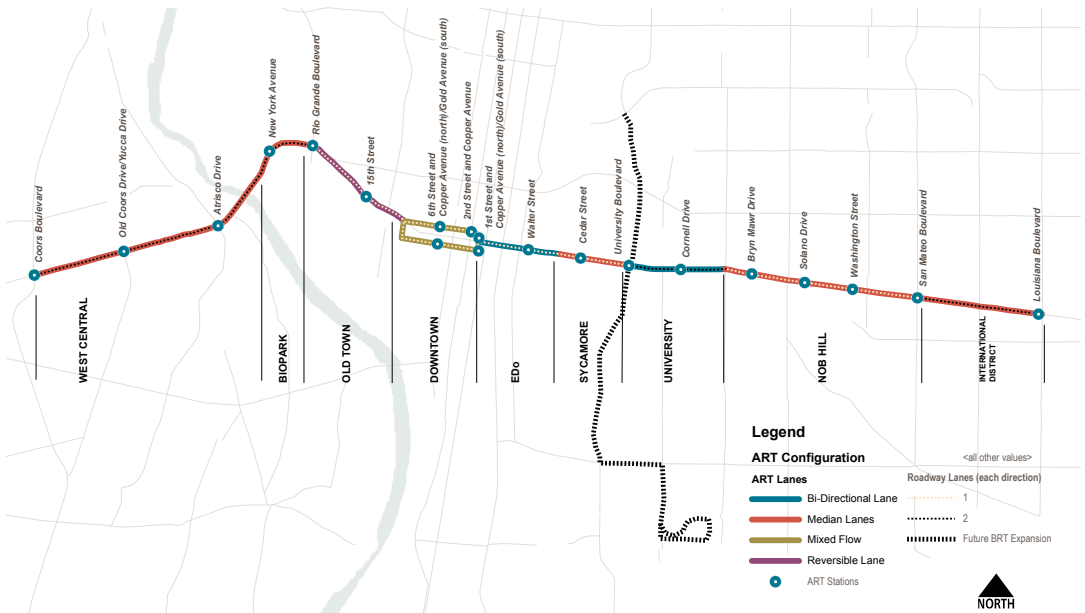 Coors Boulevard
Old Coors Drive/Yucca Drive
Atrisco Drive
New York Avenue
Rio Grande Boulevard
15th Street
6th Street and
Copper Avenue (north)/Gold Avenue (south)
2nd Street and Copper Avenue
1st Street and
Copper Avenue (north)/Gold Avenue (south)
Walter Street
Cedar Street
University Boulevard
Cornell Drive
Bryn Mawr Drive
Solano Drive
Washington Street
San Mateo Boulevard
Louisiana Boulevard
WEST CENTRAL
BIOPARK
OLD TOWN
DOWNTOWN
EDo
SYCAMORE
UNIVERSITY
NOB HILL
INTERNATIONAL
DISTRICT
Legend
ART Configuration
ART Lanes
Bi-Directional Lane
Median Lanes
Mixed Flow
Reversible Lane
ART Stations
<all other values>
Roadway Lanes (each direction)
1
2
Future BRT Expansion
NORTH